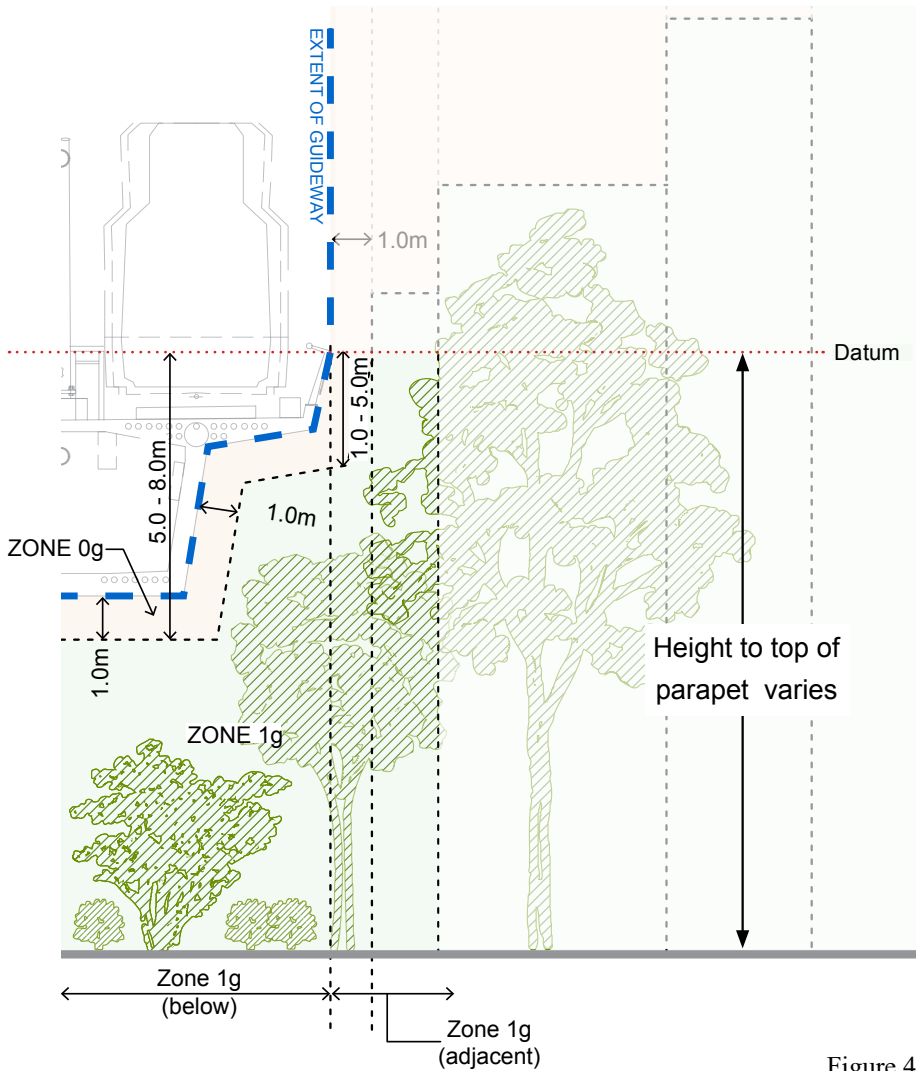 EXTENT OF GUIDEWAY
1.0m
Datum
1.0 - 5.0m
5.0 - 8.0m
1.0m
ZONE 0g
1.0m
Height to top of
parapet varies
ZONE 1g
Zone 1g
(below)
Zone 1g
(adjacent)
Figure 4